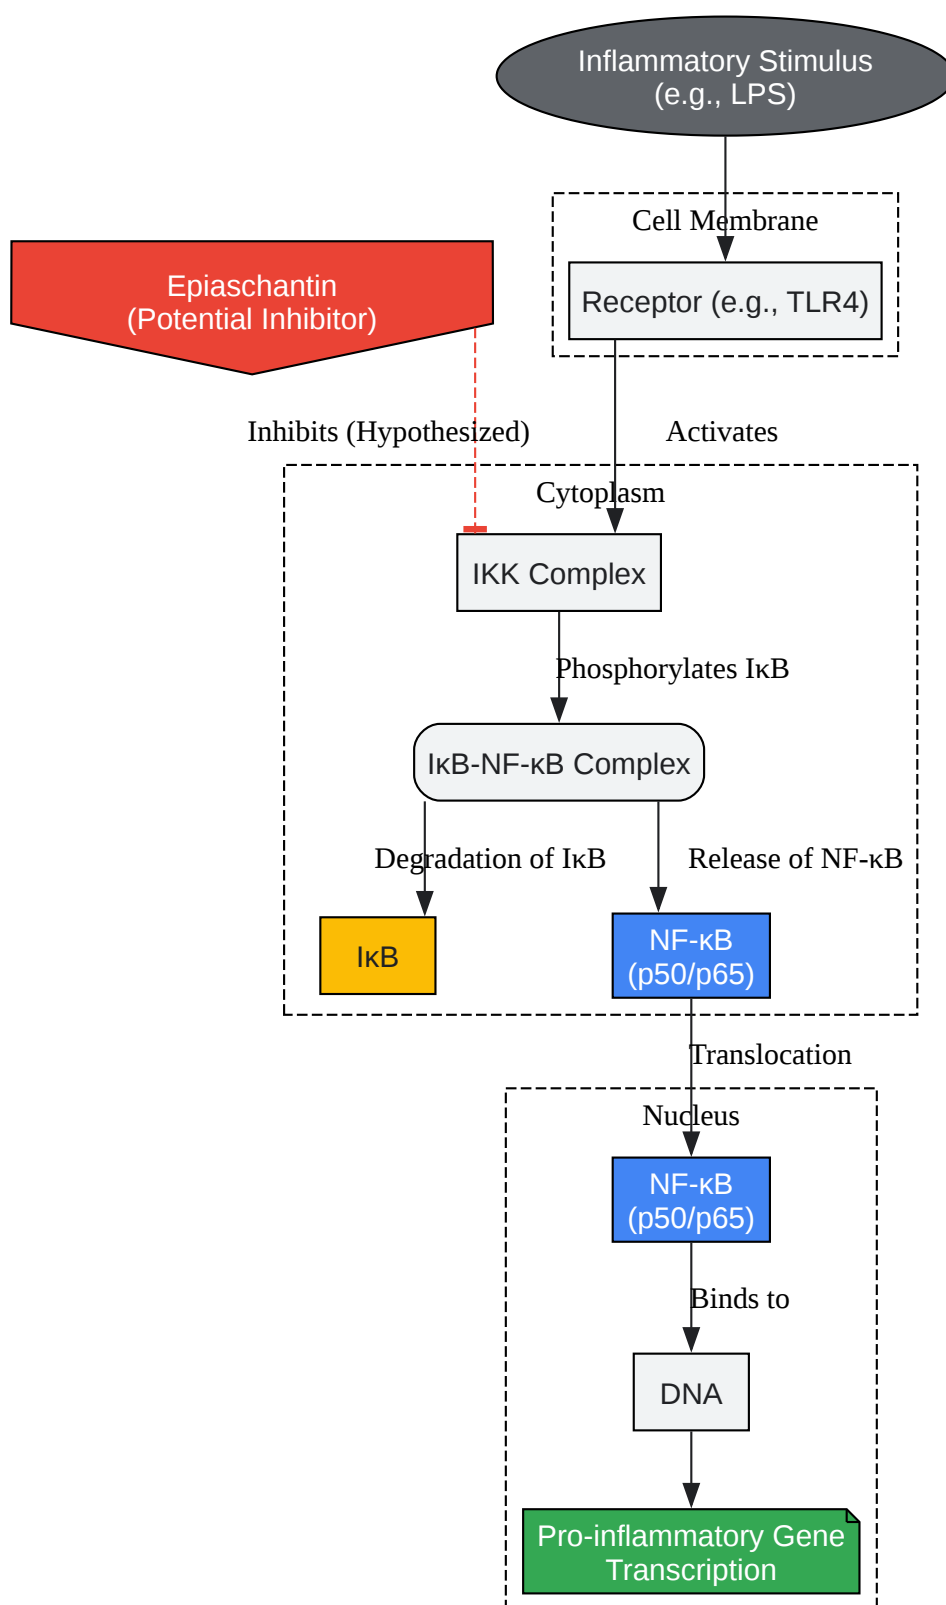 Inflammatory Stimulus
(e.g., LPS)
Cell Membrane
Receptor (e.g., TLR4)
Epiaschantin
(Potential Inhibitor)
Inhibits (Hypothesized)
Activates
Cytoplasm
IKK Complex
Phosphorylates IκB
IκB-NF-κB Complex
Degradation of IκB
Release of NF-κB
IκB
NF-κB
(p50/p65)
Translocation
Nucleus
NF-κB
(p50/p65)
Binds to
DNA
Pro-inflammatory Gene
Transcription